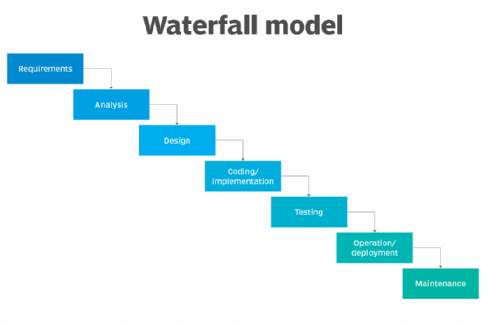 Waterfall model
Requirements
Analysis
Design
Coding/
implementation
Testing
Operation/
deployment
Maintenance